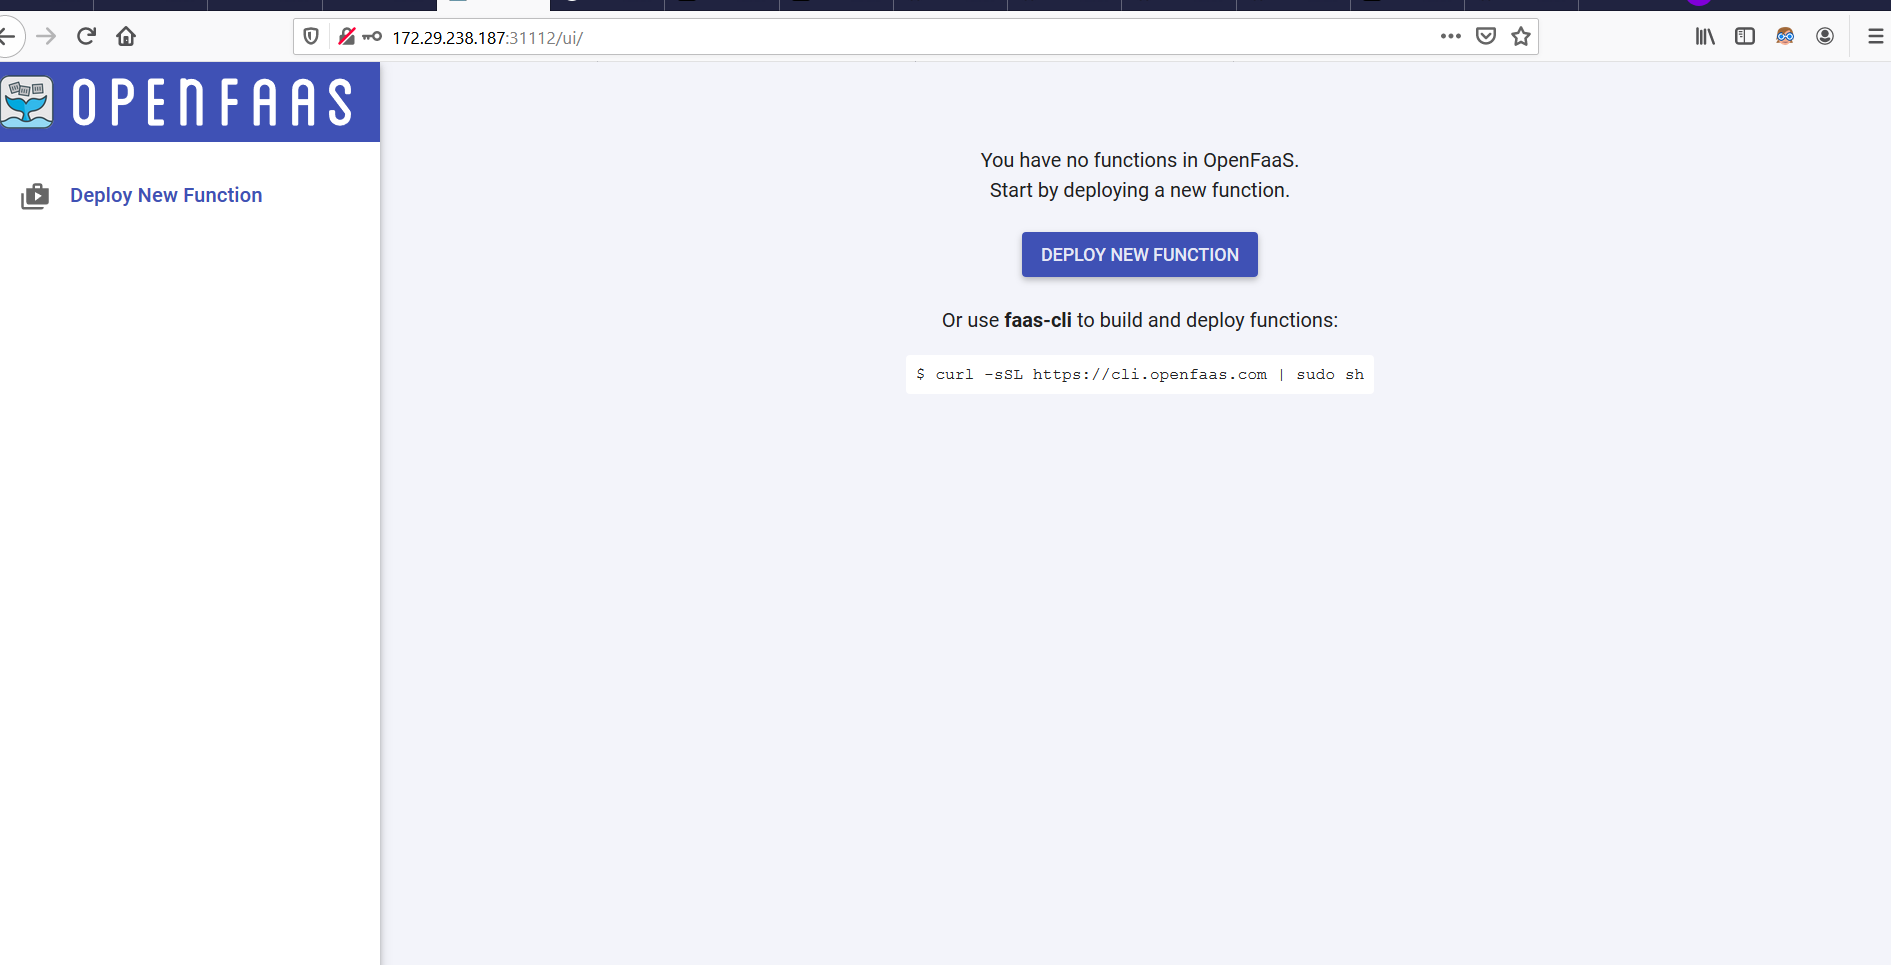 172.29.238.187:31112/ui/
OPENFAAS
Deploy New Function
You have no functions in OpenFaaS.
Start by deploying a new function.
DEPLOY NEW FUNCTION
Or use faas-cli to build and deploy functions:
$ curl -sSL https://cli.openfaas.com | sudo sh